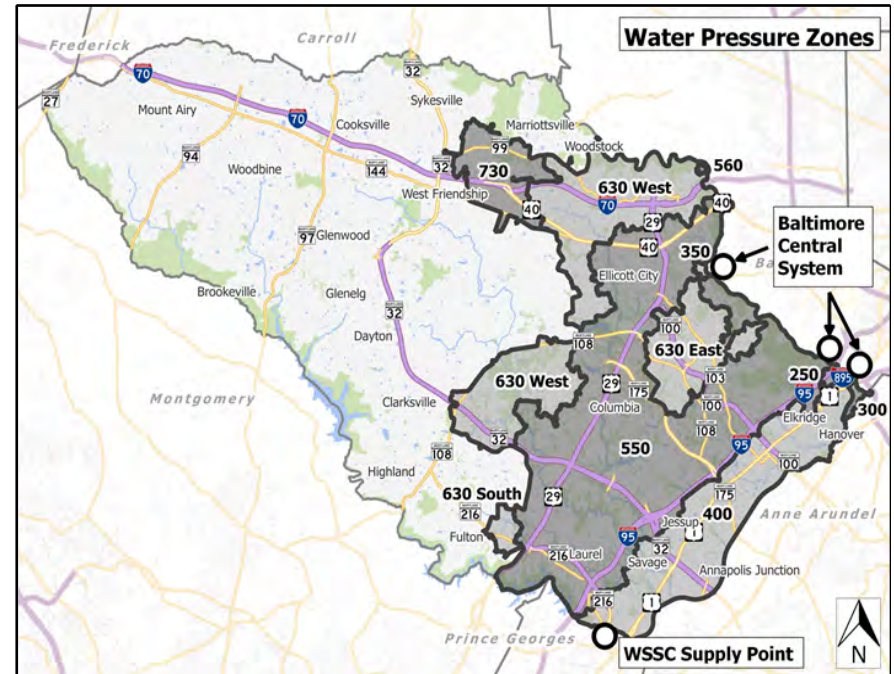 Water Pressure Zones
Frederick
Carroll
70
32
27
Sykesville
Mount Airy
70
Cooksville
Marriottsville
99
Woodstock
94
Woodbine
144
32
730
560
West Friendship
630 West
70
40
29
40
97
Glenwood
40
350
Baltimore
Central
System
Ba
Ellicott City
Brookeville
Glenelg
32
Dayton
108
100
630 East
630 West
29
175
103
250
895
95
1
300
Montgomery
Clarksville
Columbia
100
Elkridge
32
108
Hanover
108
550
95
100
Highland
630 South
29
175
216
Jessup
400
Anne Arundel
Fulton
95
1
216
Laurel
32
Savage
Annapolis Junction
216
1
Prince Georges
WSSC Supply Point
N